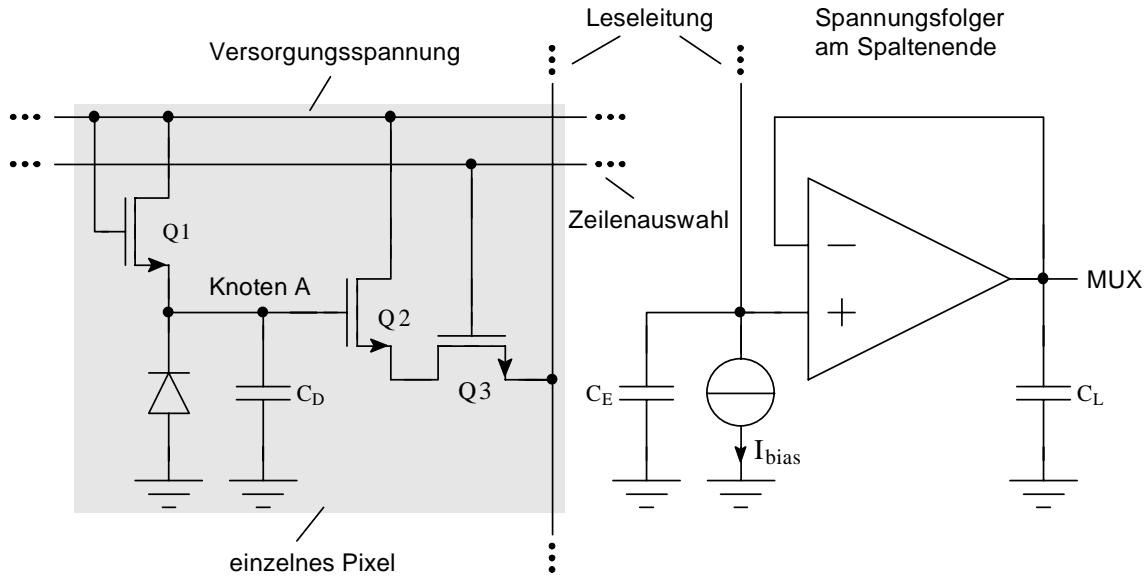 Leseleitung
Spannungsfolger
am Spaltenende
Versorgungsspannung
Zeilenauswahl
Q1
Knoten A
Q2
Q3
C_D
C_E
I_bias
C_L
MUX
einzelnes Pixel